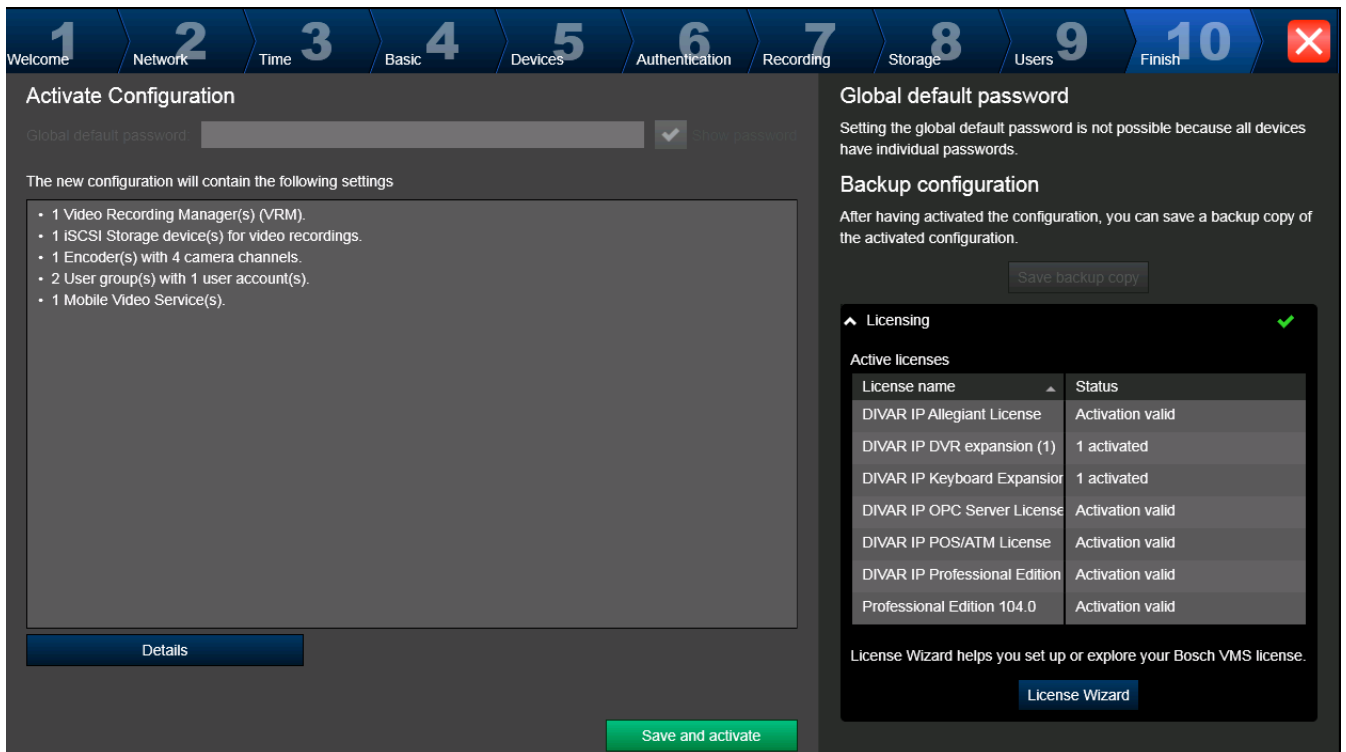 1 Welcome
2 Network
3 Time
4 Basic
5 Devices
6 Authentication
7 Recording
8 Storage
9 Users
10 Finish
Activate Configuration
Global default password:
Show password
The new configuration will contain the following settings
• 1 Video Recording Manager(s) (VRM).
• 1 iSCSI Storage device(s) for video recordings.
• 1 Encoder(s) with 4 camera channels.
• 2 User group(s) with 1 user account(s).
• 1 Mobile Video Service(s).
Details
Save and activate
Global default password
Setting the global default password is not possible because all devices
have individual passwords.
Backup configuration
After having activated the configuration, you can save a backup copy of
the activated configuration.
Save backup copy
Licensing
Active licenses
License name Status
DIVAR IP Allegiant License Activation valid
DIVAR IP DVR expansion (1) 1 activated
DIVAR IP Keyboard Expansion 1 activated
DIVAR IP OPC Server License Activation valid
DIVAR IP POS/ATM License Activation valid
DIVAR IP Professional Edition Activation valid
Professional Edition 104.0 Activation valid
License Wizard helps you set up or explore your Bosch VMS license.
License Wizard